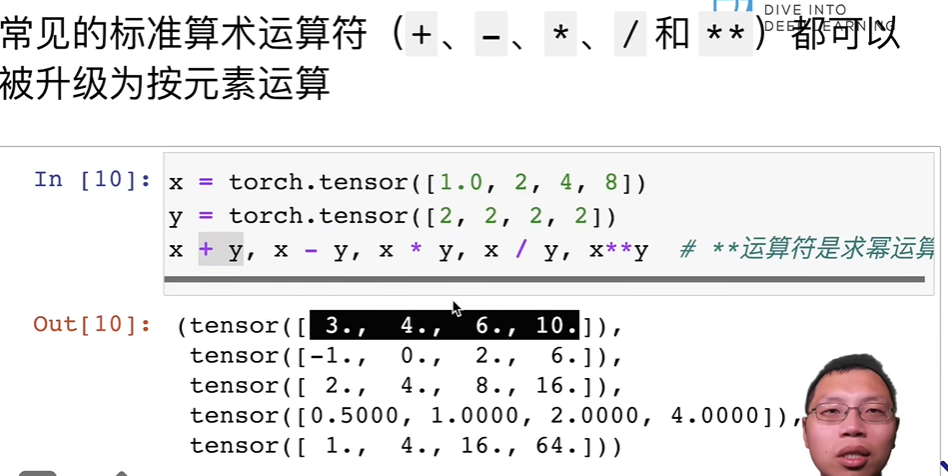 DIVE INTO
DEEP LEARNING
常见的标准算术运算符（+、-、*、/ 和 **）都可以
被升级为按元素运算
In [10]: x = torch.tensor([1.0, 2, 4, 8])
y = torch.tensor([2, 2, 2, 2])
x + y, x - y, x * y, x / y, x**y  # **运算符是求幂运算
Out[10]: (tensor([ 3.,  4.,  6., 10.]),
tensor([-1.,  0.,  2.,  6.]),
tensor([ 2.,  4.,  8., 16.]),
tensor([0.5000, 1.0000, 2.0000, 4.0000]),
tensor([ 1.,  4., 16., 64.]))